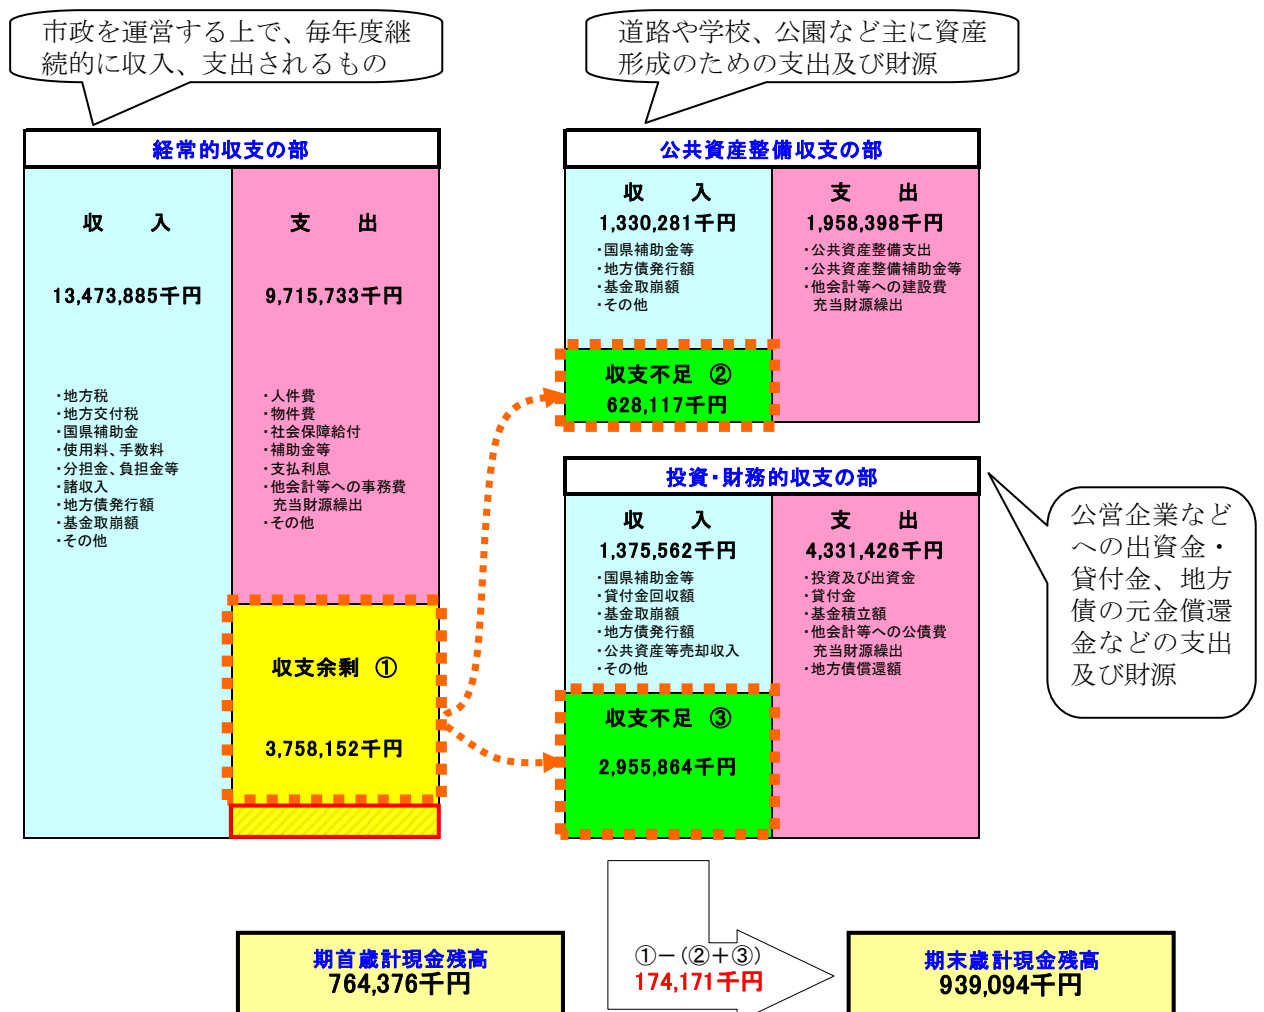 市政を運営する上で、毎年度継
続的に収入、支出されるもの
道路や学校、公園など主に資産
形成のための支出及び財源
経常的収支の部
収 入
13,473,885千円
・地方税
・地方交付税
・国県補助金
・使用料、手数料
・分担金、負担金等
・諸収入
・地方債発行額
・基金取崩額
・その他
支 出
9,715,733千円
・人件費
・物件費
・社会保障給付
・補助金等
・支払利息
・他会計等への事務費
充当財源繰出
・その他
収支余剰 ①
3,758,152千円
公共資産整備収支の部
収 入
1,330,281千円
・国県補助金等
・地方債発行額
・基金取崩額
・その他
収支不足 ②
628,117千円
支 出
1,958,398千円
・公共資産整備支出
・公共資産整備補助金等
・他会計等への建設費
充当財源繰出
投資・財務的収支の部
収 入
1,375,562千円
・国県補助金等
・貸付金回収額
・基金取崩額
・地方債発行額
・公共資産等売却収入
・その他
収支不足 ③
2,955,864千円
支 出
4,331,426千円
・投資及び出資金
・貸付金
・基金積立額
・他会計等への公債費
充当財源繰出
・地方債償還額
公営企業など
への出資金・
貸付金、地方
債の元金償還
金などの支出
及び財源
期首歳計現金残高
764,376千円
①－(②＋③)
174,171千円
期末歳計現金残高
939,094千円